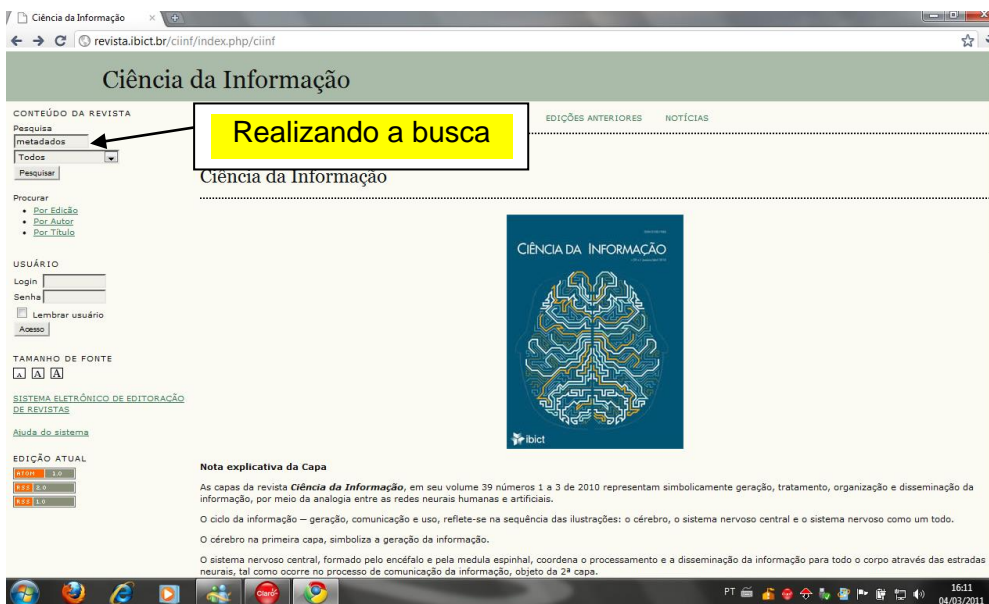 Ciência da Informação
revista.ibict.br/ciinf/index.php/ciinf
Ciência da Informação
CONTEÚDO DA REVISTA
Pesquisa
metadados
Todos
Pesquisar
Procurar
Por Edição
Por Autor
Por Título
USUÁRIO
Login
Senha
Lembrar usuário
Acesso
TAMANHO DE FONTE
A A A
SISTEMA ELETRÔNICO DE EDITORAÇÃO
DE REVISTAS
Ajuda do sistema
EDIÇÃO ATUAL
ATOM 1.0
RSS 2.0
RSS 1.0
Realizando a busca
EDIÇÕES ANTERIORES NOTÍCIAS
Ciência da Informação
CIÊNCIA DA INFORMAÇÃO
ibict
Nota explicativa da Capa
As capas da revista Ciência da Informação, em seu volume 39 números 1 a 3 de 2010 representam simbolicamente geração, tratamento, organização e disseminação da
informação, por meio da analogia entre as redes neurais humanas e artificiais.
O ciclo da informação — geração, comunicação e uso, reflete-se na sequência das ilustrações: o cérebro, o sistema nervoso central e o sistema nervoso como um todo.
O cérebro na primeira capa, simboliza a geração da informação.
O sistema nervoso central, formado pelo encéfalo e pela medula espinhal, coordena o processamento e a disseminação da informação para todo o corpo através das estradas
neurais, tal como ocorre no processo de comunicação da informação, objeto da 2ª capa.
Claro
PT
16:11
04/03/2011